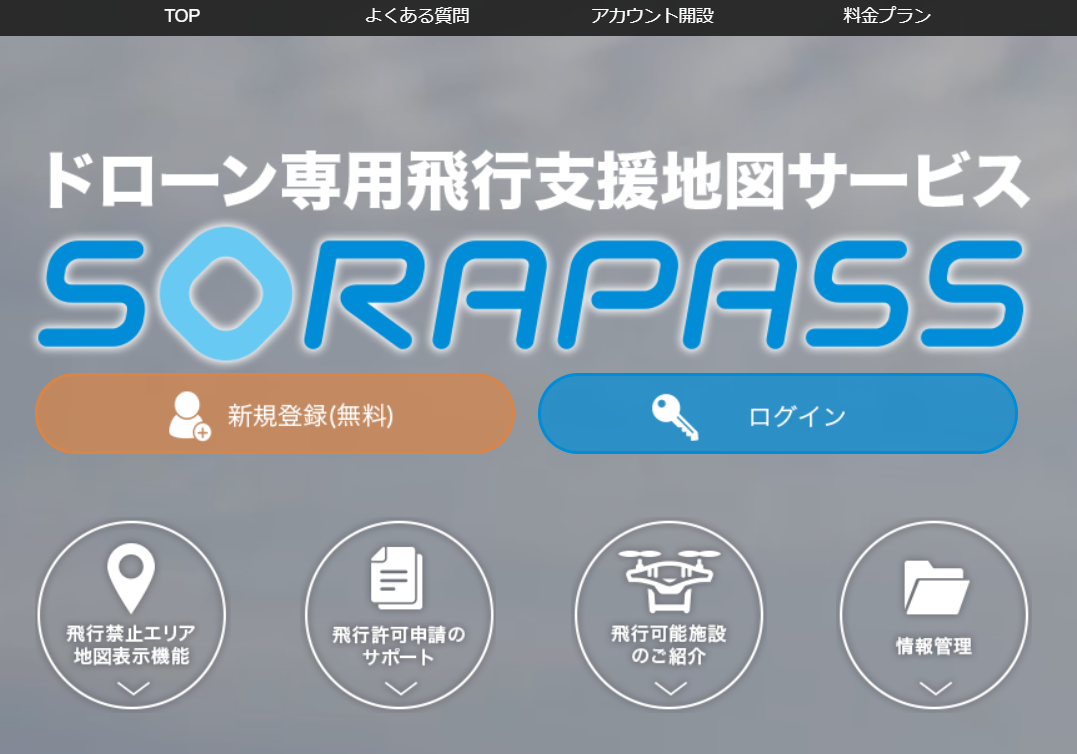 TOP
よくある質問
アカウント開設
料金プラン
ドローン専用飛行支援地図サービス
SORAPASS
新規登録(無料)
ログイン
飛行禁止エリア
地図表示機能
飛行許可申請の
サポート
飛行可能施設
のご紹介
情報管理